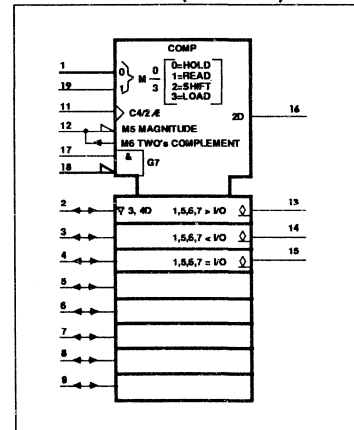 COMP
1
0
M 0/3
0=HOLD
1=READ
2=SHIFT
3=LOAD
19
1
11
C4/2Æ
2D
16
12
M5 MAGNITUDE
M6 TWO's COMPLEMENT
17
&
G7
18
2
3, 4D
1,5,6,7 > I/O
13
3
1,5,6,7 < I/O
14
4
1,5,6,7 = I/O
15
5
6
7
8
9